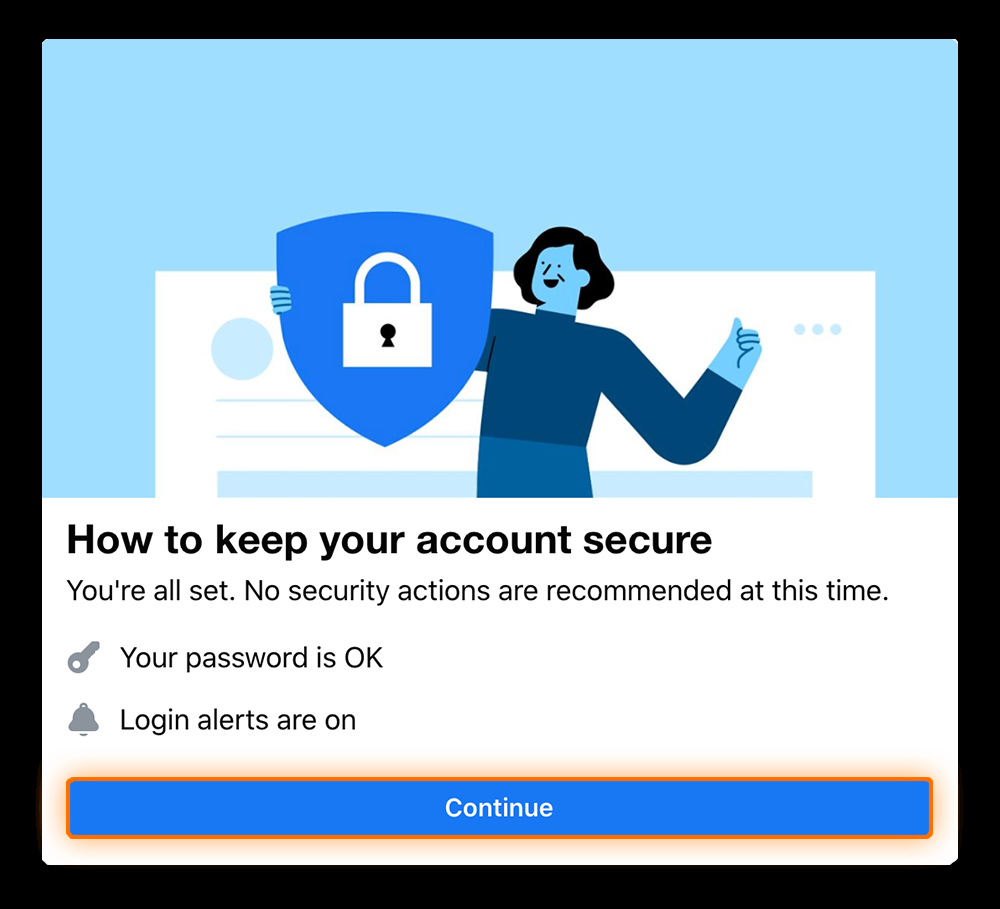 How to keep your account secure
You're all set. No security actions are recommended at this time.
Your password is OK
Login alerts are on
Continue